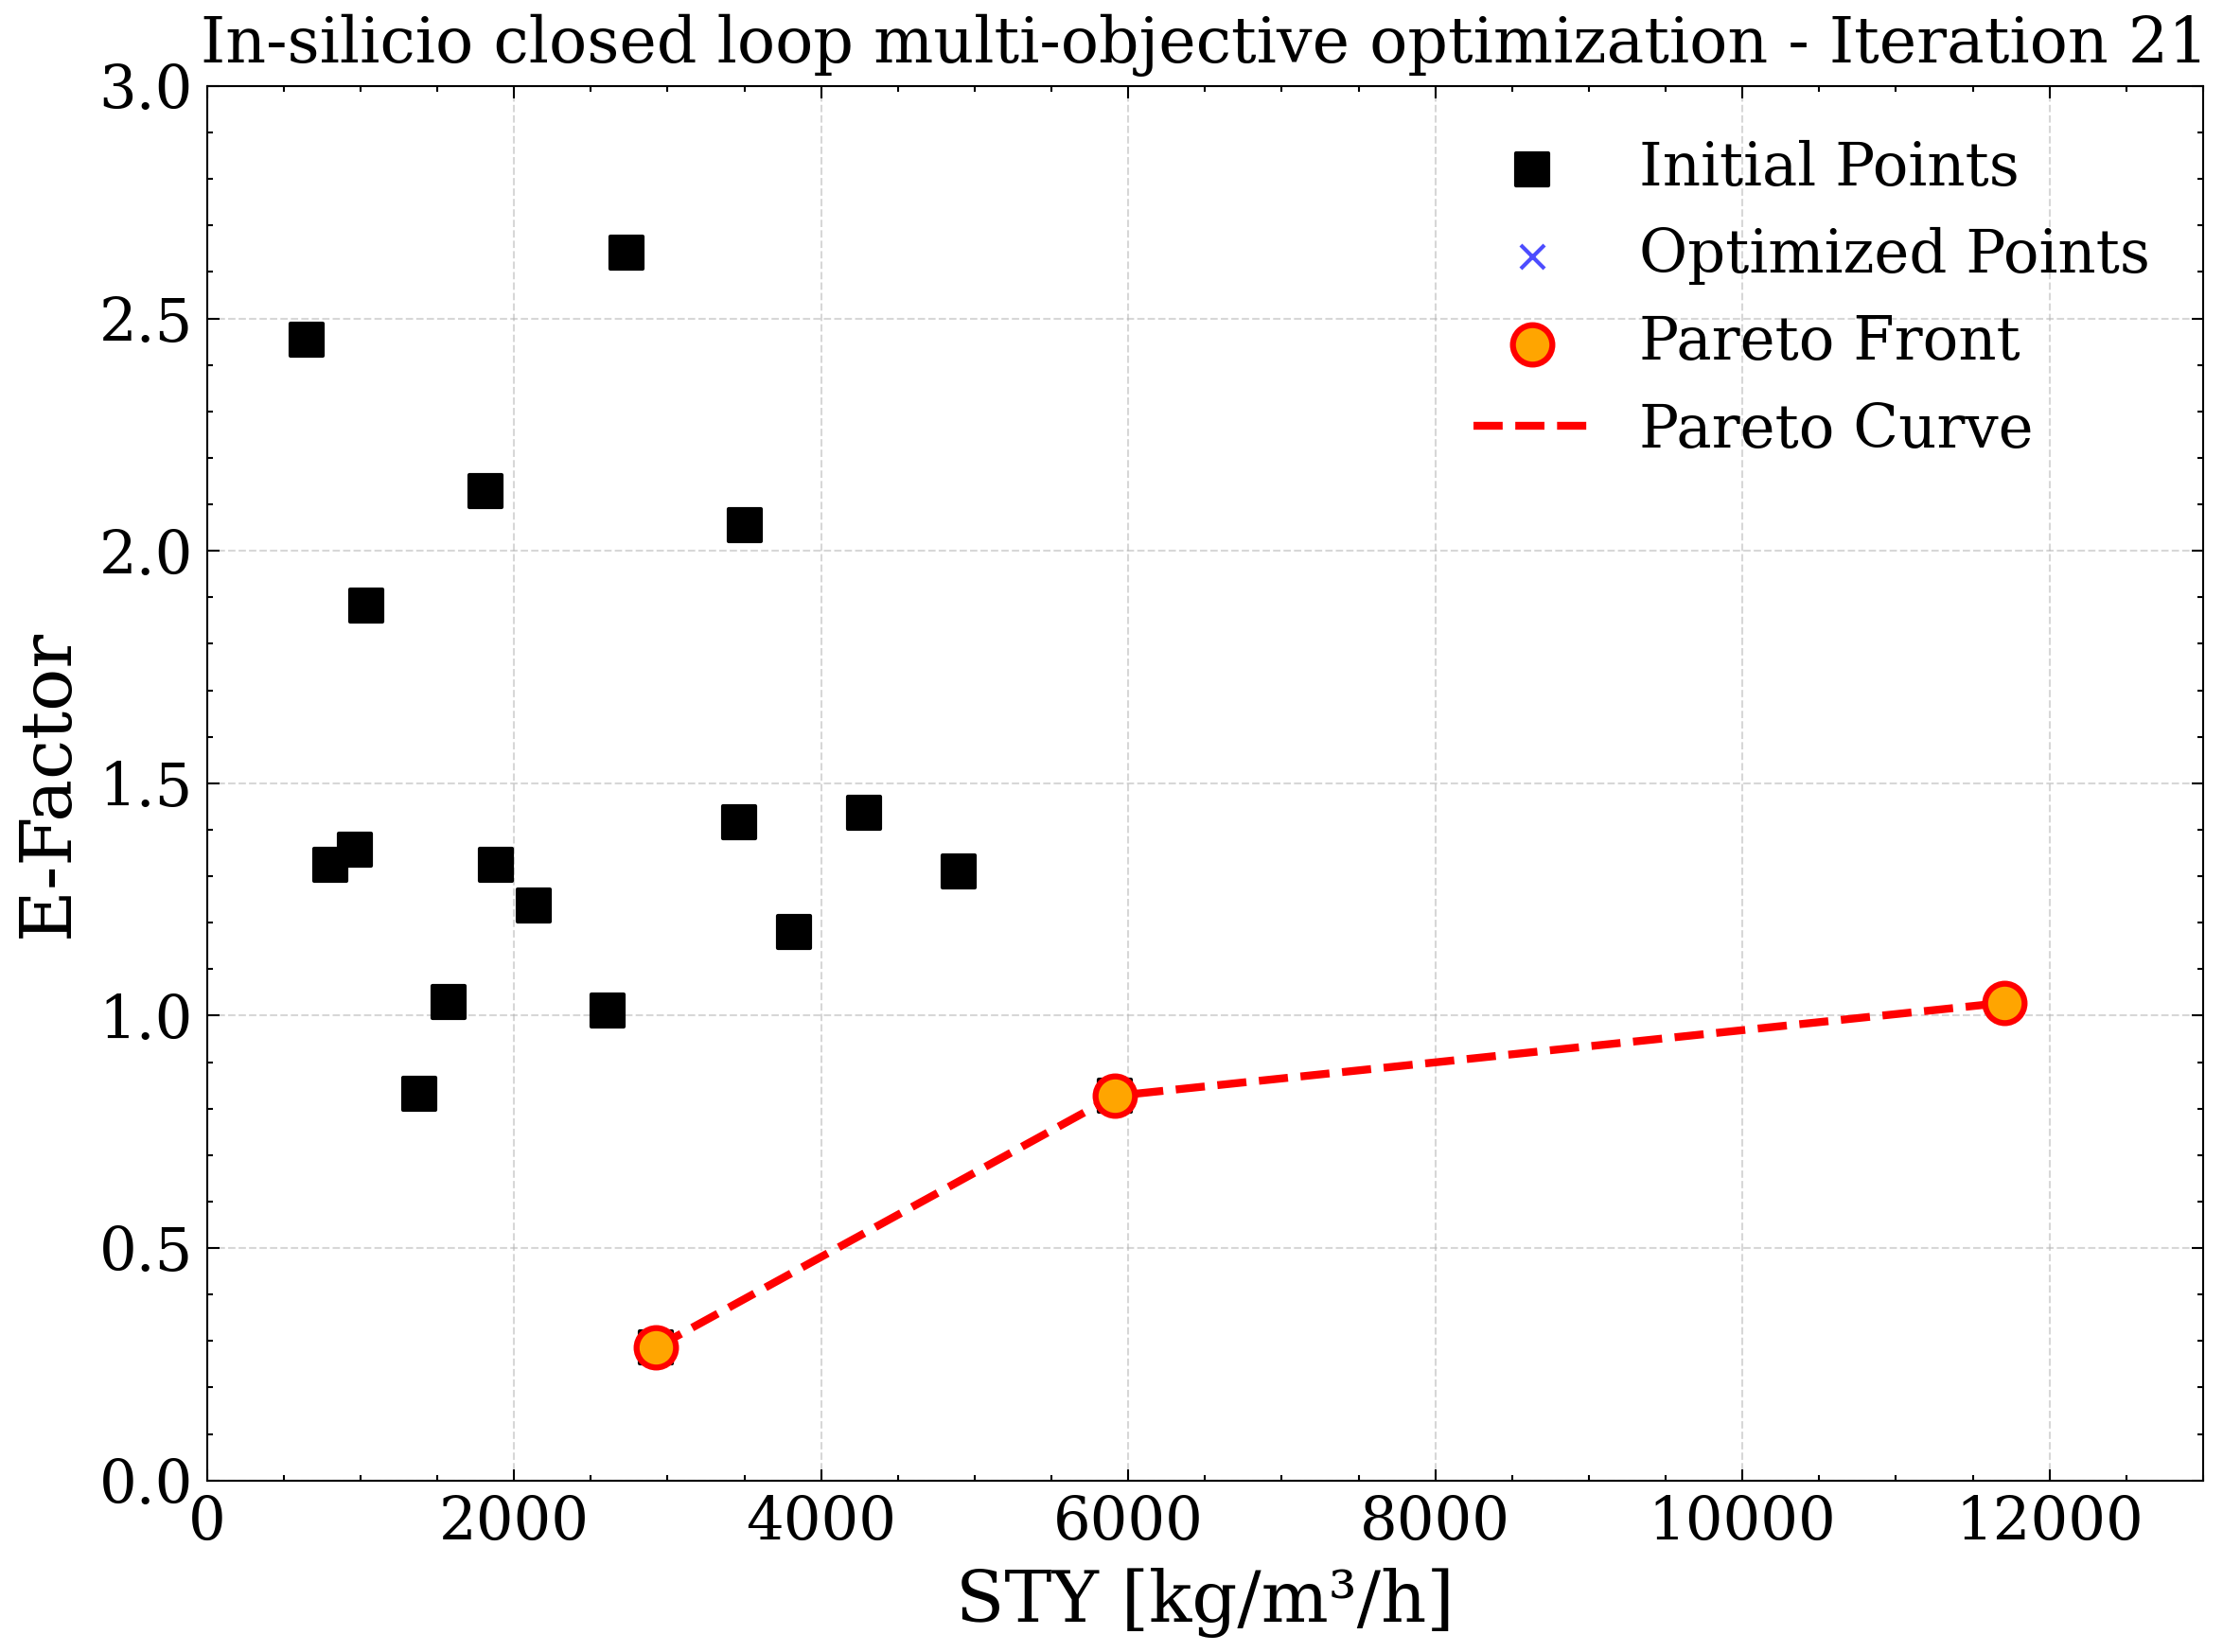 In-silicio closed loop multi-objective optimization - Iteration 21
3.0
2.5
2.0
1.5
1.0
0.5
0.0
E-Factor
Initial Points
Optimized Points
Pareto Front
Pareto Curve
0 2000 4000 6000 8000 10000 12000
STY [kg/m³/h]